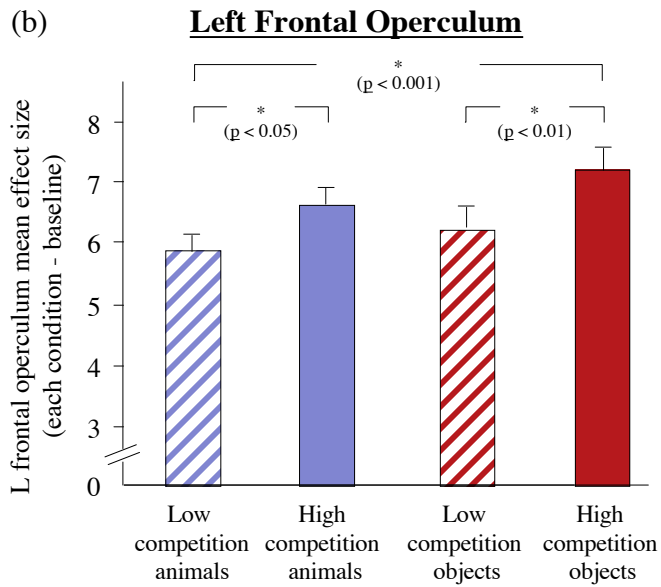 (b) Left Frontal Operculum
*
(p < 0.001)
*
(p < 0.05)
*
(p < 0.01)
L frontal operculum mean effect size
(each condition - baseline)
8
7
6
5
4
3
0
Low
competition
animals
High
competition
animals
Low
competition
objects
High
competition
objects